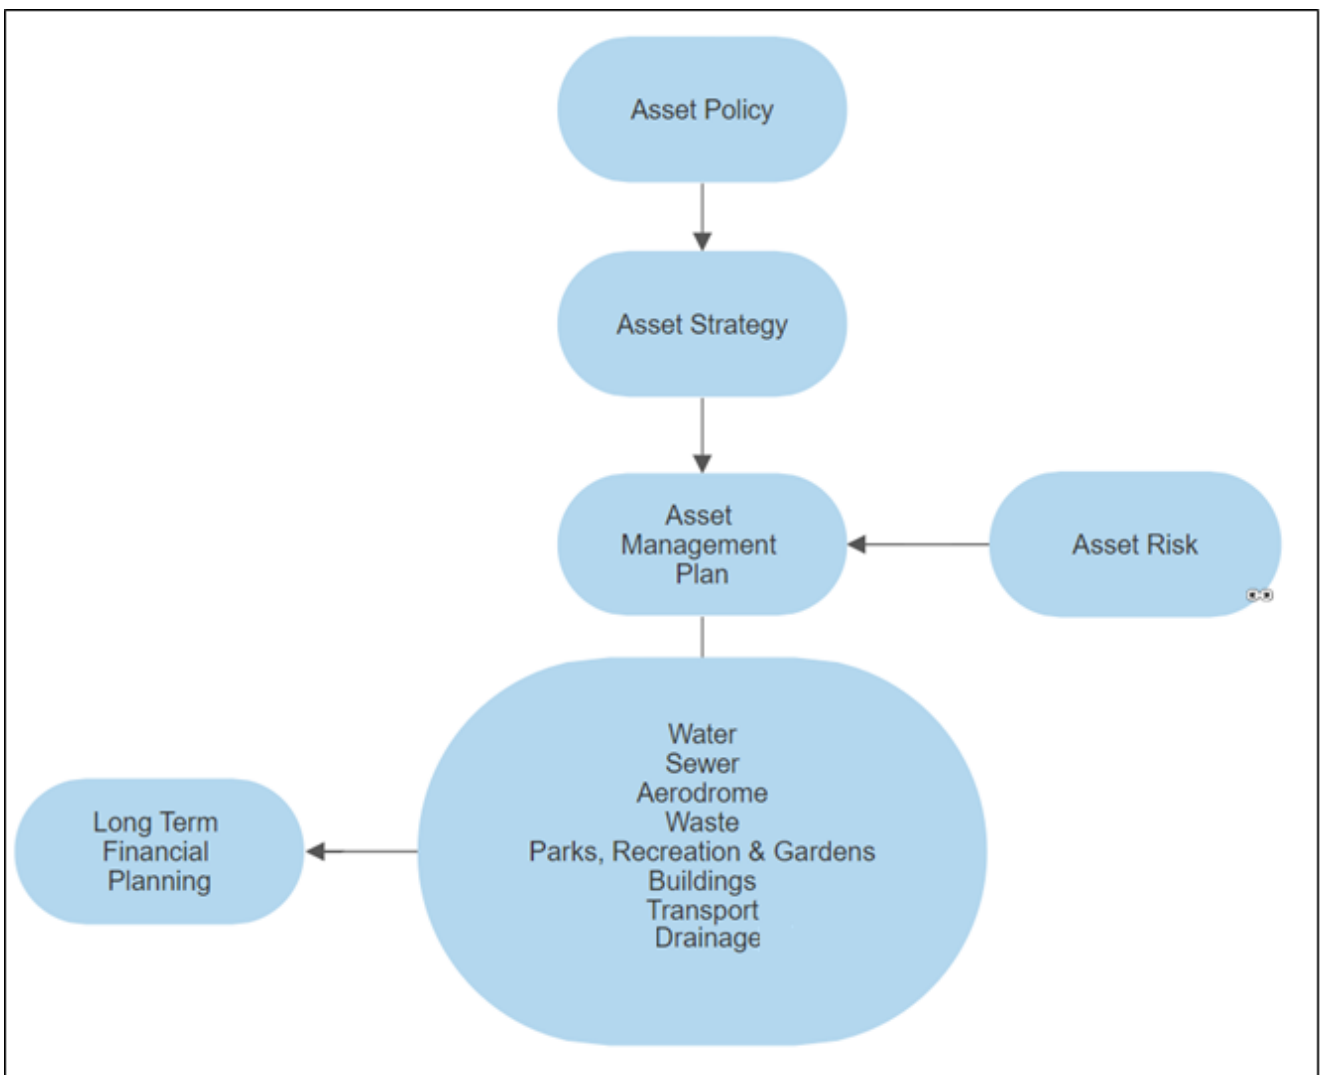 Asset Policy
Asset Strategy
Asset
Management
Plan
Asset Risk
Water
Sewer
Aerodrome
Waste
Parks, Recreation & Gardens
Buildings
Transport
Drainage
Long Term
Financial
Planning